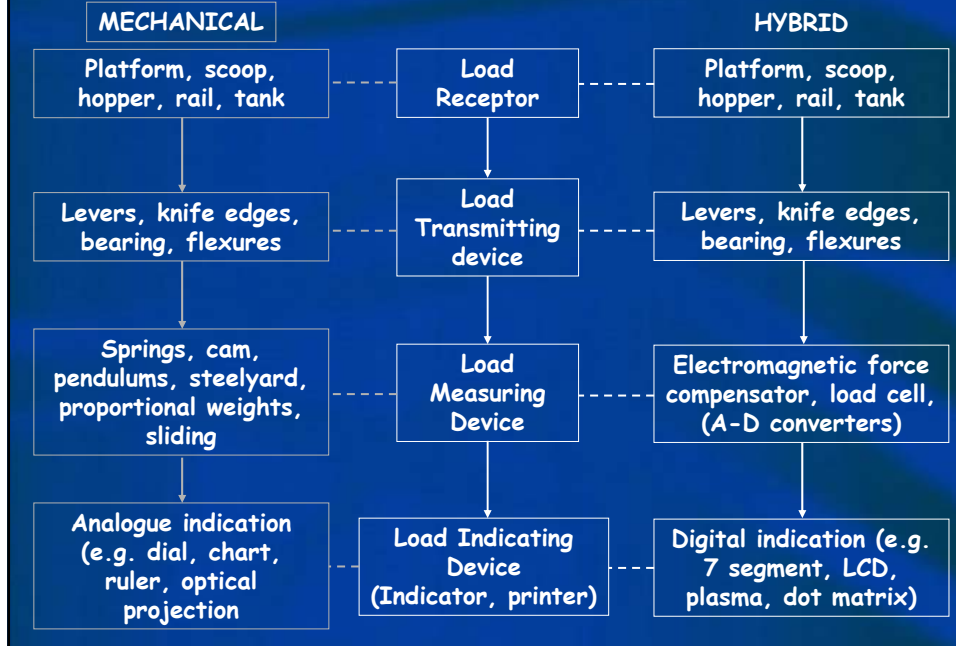 MECHANICAL
HYBRID
Platform, scoop,
hopper, rail, tank
Load
Receptor
Platform, scoop,
hopper, rail, tank
Levers, knife edges,
bearing, flexures
Load
Transmitting
device
Levers, knife edges,
bearing, flexures
Springs, cam,
pendulums, steelyard,
proportional weights,
sliding
Load
Measuring
Device
Electromagnetic force
compensator, load cell,
(A-D converters)
Analogue indication
(e.g. dial, chart,
ruler, optical
projection
Load Indicating
Device
(Indicator, printer)
Digital indication (e.g.
7 segment, LCD,
plasma, dot matrix)